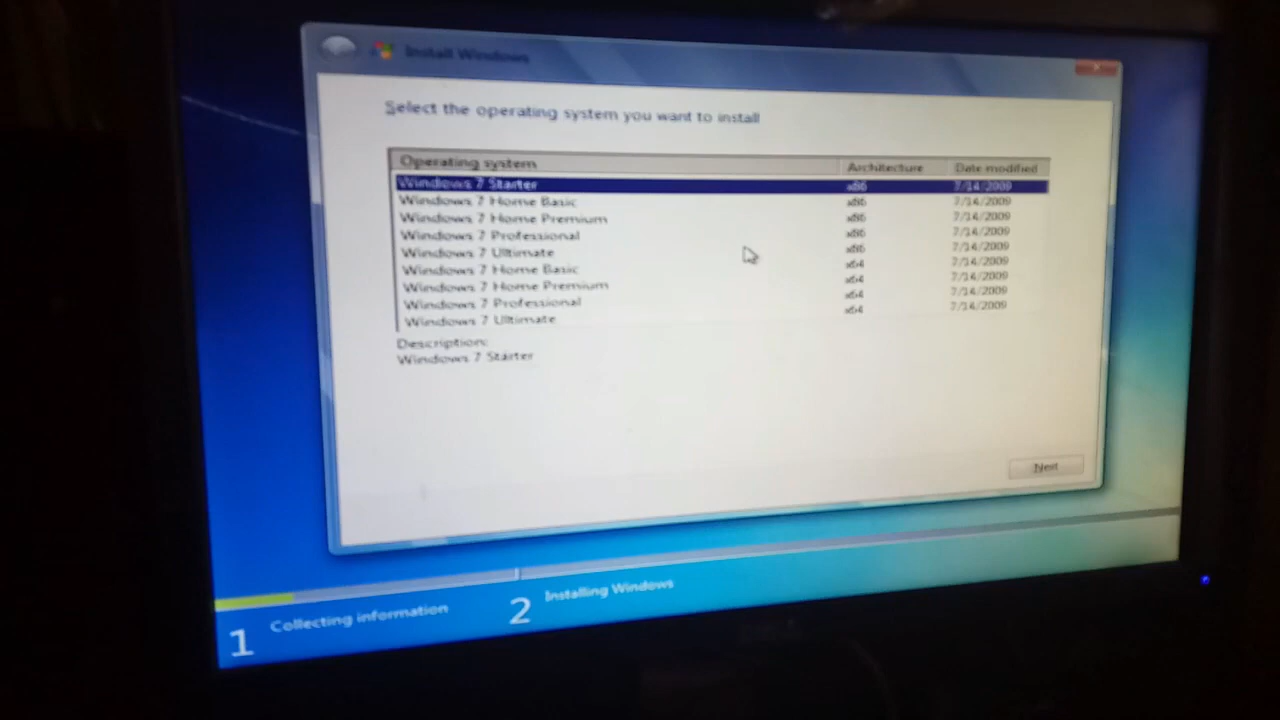 Install Windows
Select the operating system you want to install
Operating system Architecture Date modified
Windows 7 Starter x86 7/14/2009
Windows 7 Home Basic x86 7/14/2009
Windows 7 Home Premium x86 7/14/2009
Windows 7 Professional x86 7/14/2009
Windows 7 Ultimate x86 7/14/2009
Windows 7 Home Basic x64 7/14/2009
Windows 7 Home Premium x64 7/14/2009
Windows 7 Professional x64 7/14/2009
Windows 7 Ultimate x64 7/14/2009
Description:
Windows 7 Starter
Next
1 Collecting information 2 Installing Windows